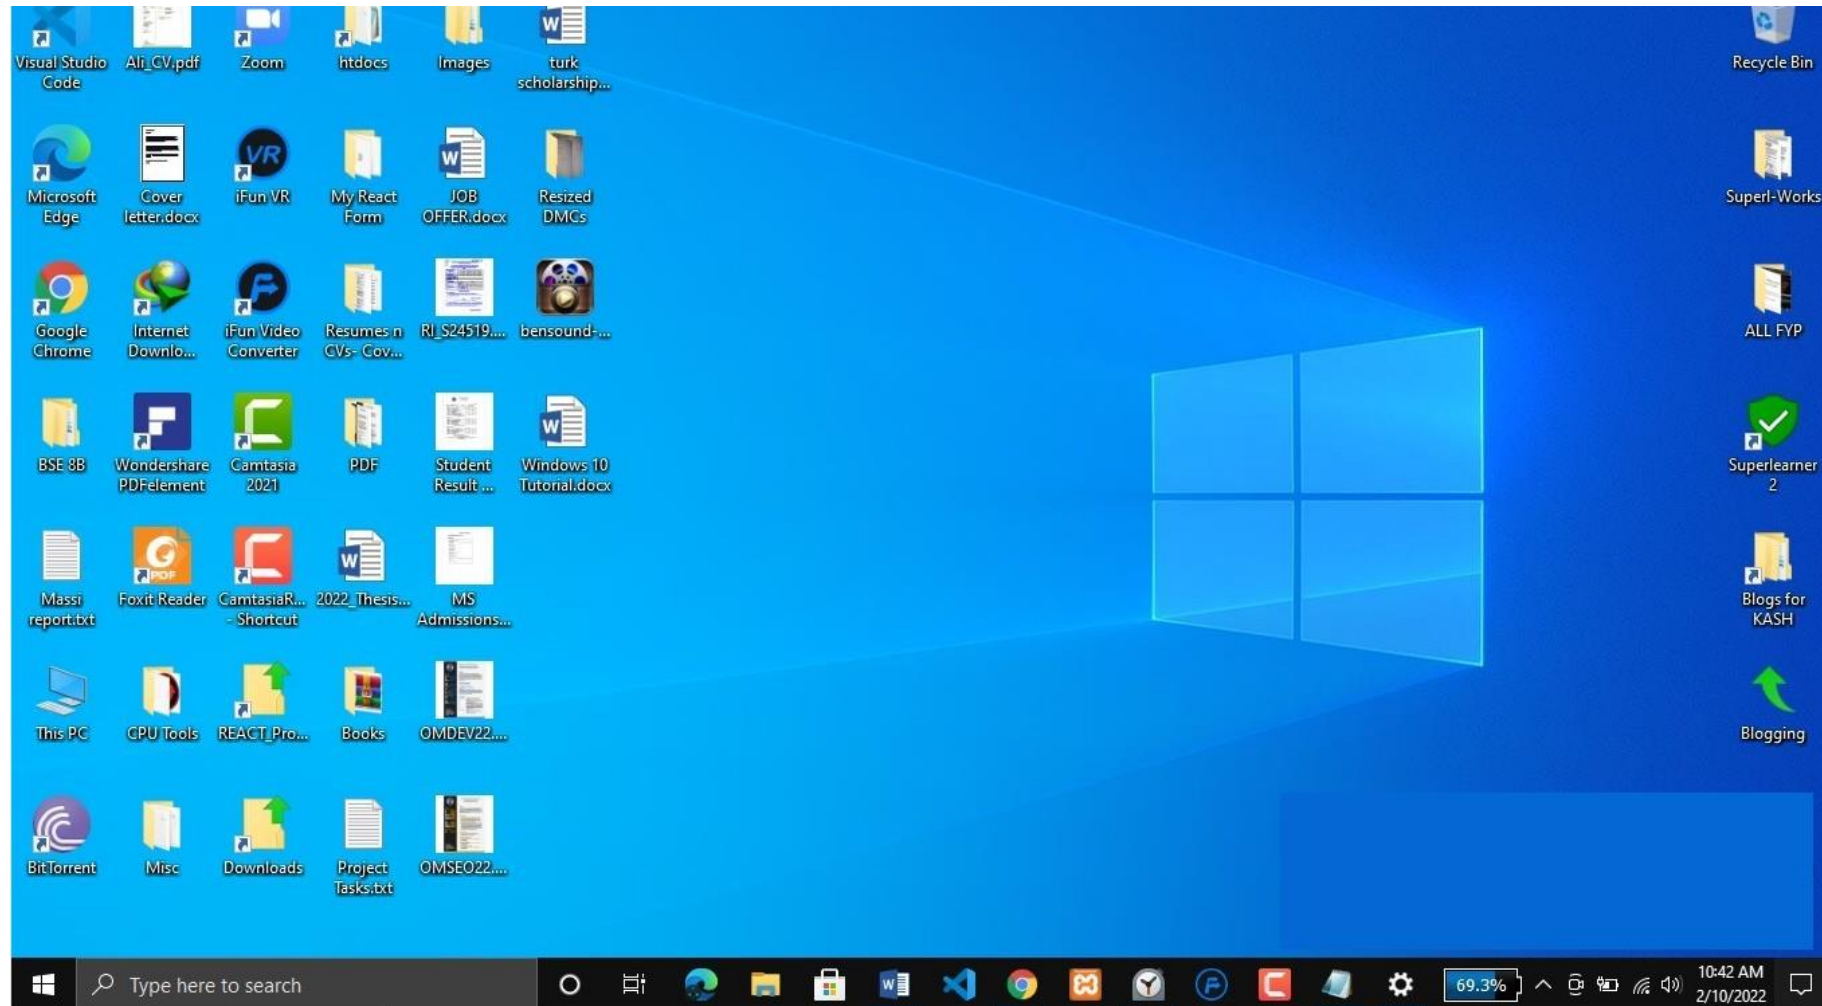 Visual Studio
Code
Ali_CV.pdf
Zoom
htdocs
Images
turk
scholarship...
Recycle Bin
Microsoft
Edge
Cover
letter.docx
VR
iFun VR
My React
Form
JOB
OFFER.docx
Resized
DMCs
Superl-Works
Google
Chrome
Internet
Downlo...
iFun Video
Converter
Resumes n
CVs- Cov...
RI_S24519....
bensound-...
ALL FYP
BSE 8B
Wondershare
PDFelement
Camtasia
2021
PDF
Student
Result ...
Windows 10
Tutorial.docx
Superlearner
2
Massi
report.txt
PDF
Foxit Reader
CamtasiaR...
- Shortcut
2022_Thesis...
MS
Admissions...
Blogs for
KASH
This PC
CPU Tools
REACT_Pro...
Books
OMDEV22....
Blogging
BitTorrent
Misc
Downloads
Project
Tasks.txt
OMSEO22....
Type here to search
69.3%
10:42 AM
2/10/2022